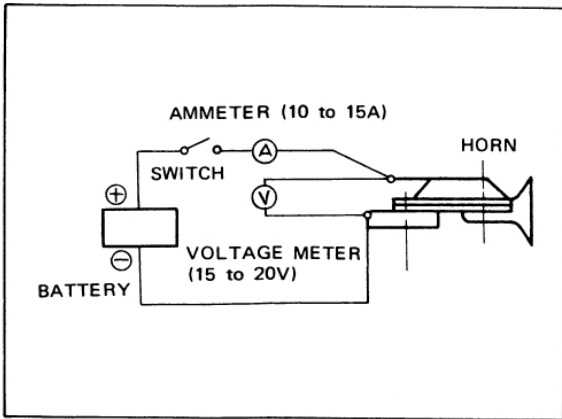 AMMETER (10 to 15A)
HORN
A
SWITCH
V
+
VOLTAGE METER
(15 to 20V)
−
BATTERY